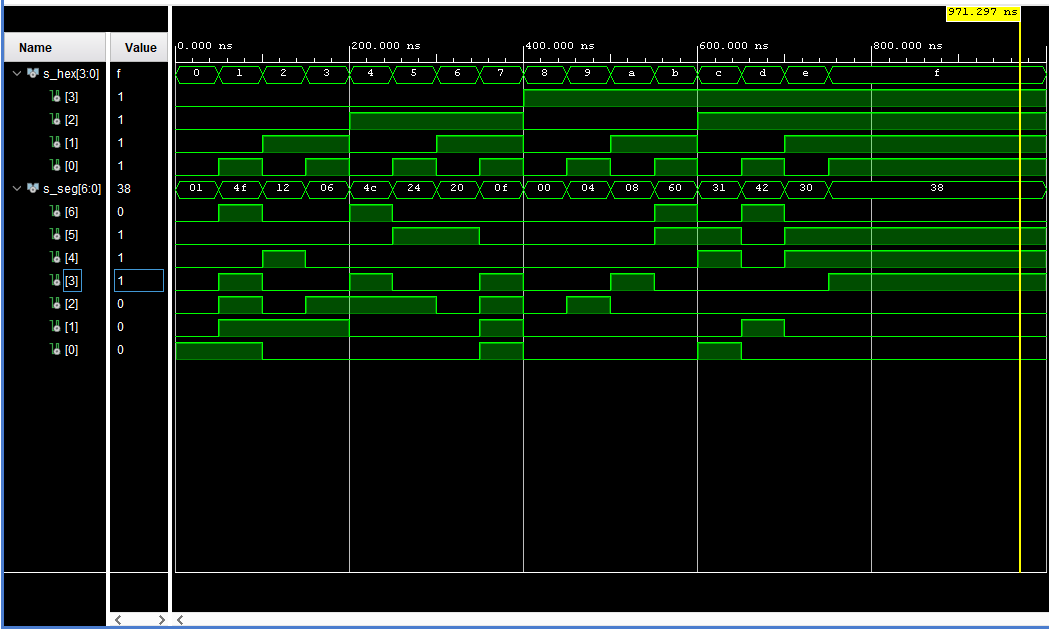 971.297 ns
Name Value
0.000 ns 200.000 ns 400.000 ns 600.000 ns 800.000 ns
s_hex[3:0] f 0 1 2 3 4 5 6 7 8 9 a b c d e f
[3] 1
[2] 1
[1] 1
[0] 1
s_seg[6:0] 38 01 4f 12 06 4c 24 20 0f 00 04 08 60 31 42 30 38
[6] 0
[5] 1
[4] 1
[3] 1
[2] 0
[1] 0
[0] 0